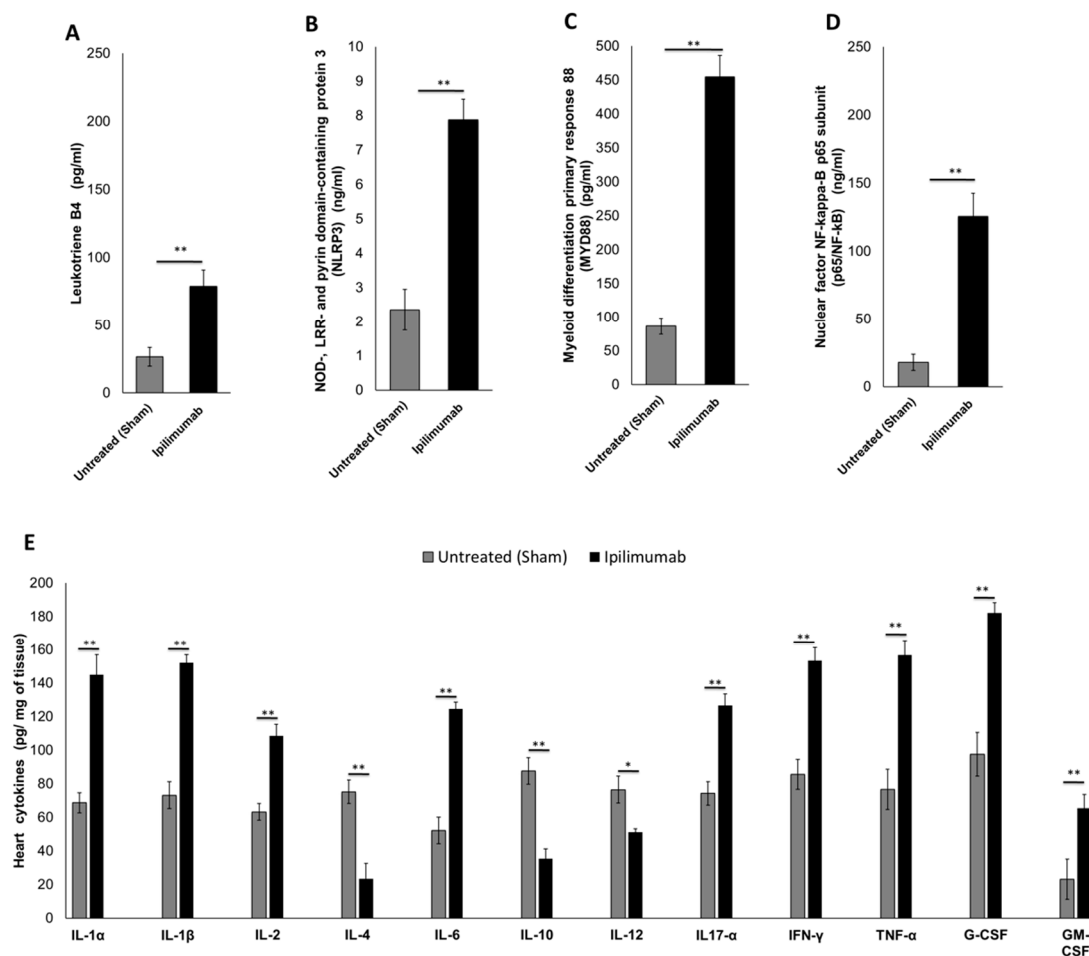 A
Leukotriene B4 (pg/ml)
250
200
150
100
50
0
**
Untreated (Sham)
Ipilimumab
B
NOD-, LRR- and pyrin domain-containing protein 3
(NLRP3) (ng/ml)
10
9
8
7
6
5
4
3
2
1
0
**
Untreated (Sham)
Ipilimumab
C
Myeloid differentiation primary response 88
(MYD88) (pg/ml)
500
450
400
350
300
250
200
150
100
50
0
**
Untreated (Sham)
Ipilimumab
D
Nuclear factor NF-kappa-B p65 subunit
(p65/NF-kB) (ng/ml)
250
200
150
100
50
0
**
Untreated (Sham)
Ipilimumab
E
Untreated (Sham) Ipilimumab
Heart cytokines (pg/ mg of tissue)
200
180
160
140
120
100
80
60
40
20
0
** ** ** ** ** ** * ** ** ** ** **
IL-1α IL-1β IL-2 IL-4 IL-6 IL-10 IL-12 IL17-α IFN-γ TNF-α G-CSF GM-
CSF